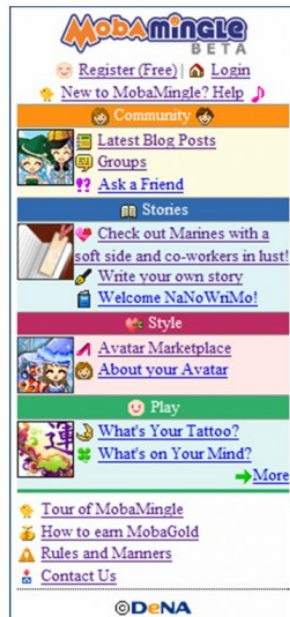 MOBAMINGLE
BETA
Register (Free) | Login
New to MobaMingle? Help
Community
Latest Blog Posts
Groups
!? Ask a Friend
Stories
Check out Marines with a
soft side and co-workers in lust!
Write your own story
Welcome NaNoWriMo!
Style
Avatar Marketplace
About your Avatar
Play
運
What's Your Tattoo?
What's on Your Mind?
More
Tour of MobaMingle
How to earn MobaGold
Rules and Manners
Contact Us
©DeNA